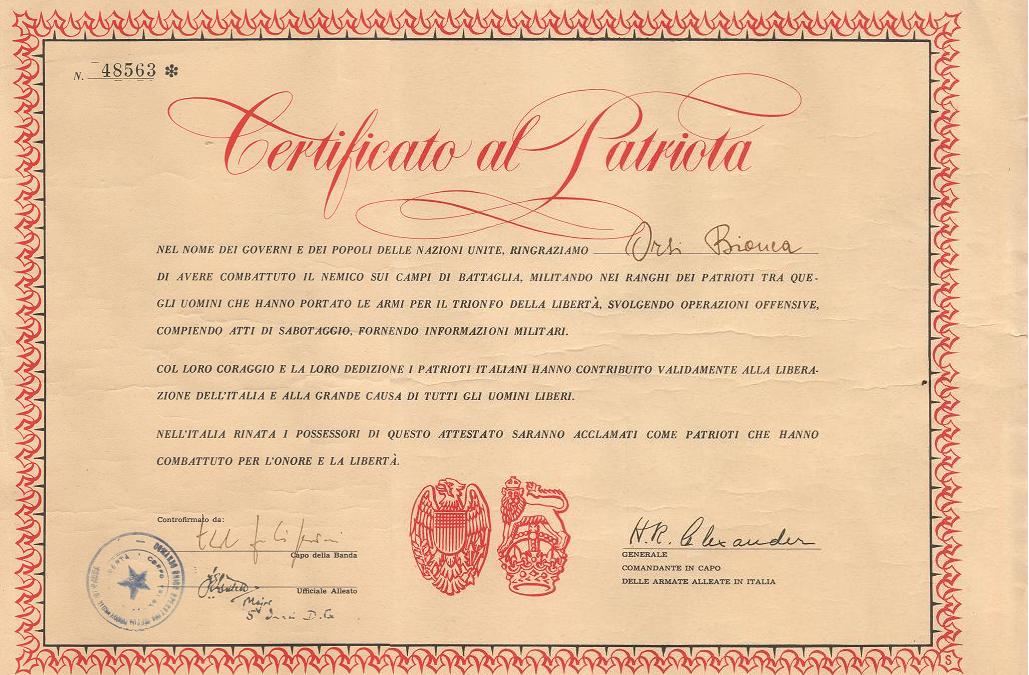 N. 48563 *
Certificato al Patriota
NEL NOME DEI GOVERNI E DEI POPOLI DELLE NAZIONI UNITE, RINGRAZIAMO Orsi Bianca
DI AVERE COMBATTUTO IL NEMICO SUI CAMPI DI BATTAGLIA, MILITANDO NEI RANGHI DEI PATRIOTI TRA QUE-
GLI UOMINI CHE HANNO PORTATO LE ARMI PER IL TRIONFO DELLA LIBERTÀ, SVOLGENDO OPERAZIONI OFFENSIVE,
COMPIENDO ATTI DI SABOTAGGIO, FORNENDO INFORMAZIONI MILITARI.
COL LORO CORAGGIO E LA LORO DEDIZIONE I PATRIOTI ITALIANI HANNO CONTRIBUITO VALIDAMENTE ALLA LIBERA-
ZIONE DELL'ITALIA E ALLA GRANDE CAUSA DI TUTTI GLI UOMINI LIBERI.
NELL'ITALIA RINATA I POSSESSORI DI QUESTO ATTESTATO SARANNO ACCLAMATI COME PATRIOTI CHE HANNO
COMBATTUTO PER L'ONORE E LA LIBERTÀ.
Controfirmato da:
Capo della Banda
Ufficiale Alleato
Major
H.R. Alexander
GENERALE
COMANDANTE IN CAPO
DELLE ARMATE ALLEATE IN ITALIA
S